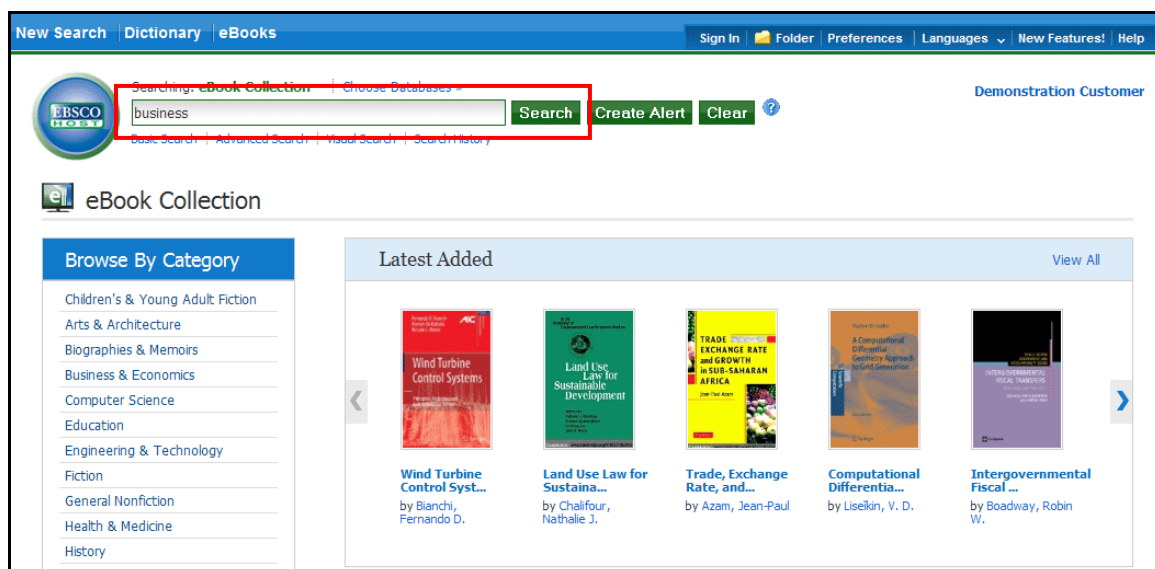 New Search Dictionary eBooks
Sign In Folder Preferences Languages New Features! Help
Searching: eBook Collection Choose Databases »
Demonstration Customer
EBSCO
HOST
business Search Create Alert Clear ?
Basic Search Advanced Search Visual Search Search History
eBook Collection
Browse By Category
Children's & Young Adult Fiction
Arts & Architecture
Biographies & Memoirs
Business & Economics
Computer Science
Education
Engineering & Technology
Fiction
General Nonfiction
Health & Medicine
History
Latest Added View All
Wind Turbine
Control Systems
Land Use
Law for
Sustainable
Development
TRADE
EXCHANGE RATE
and GROWTH
in SUB-SAHARAN
AFRICA
Jean-Paul Azam
A Computational
Differential
Geometry Approach
to Grid Generation
INTERGOVERNMENTAL
FISCAL TRANSFERS
Wind Turbine
Control Syst...
by Bianchi,
Fernando D.
Land Use Law for
Sustaina...
by Chalifour,
Nathalie J.
Trade, Exchange
Rate, and...
by Azam, Jean-Paul
Computational
Differentia...
by Liseikin, V. D.
Intergovernmental
Fiscal ...
by Boadway, Robin
W.